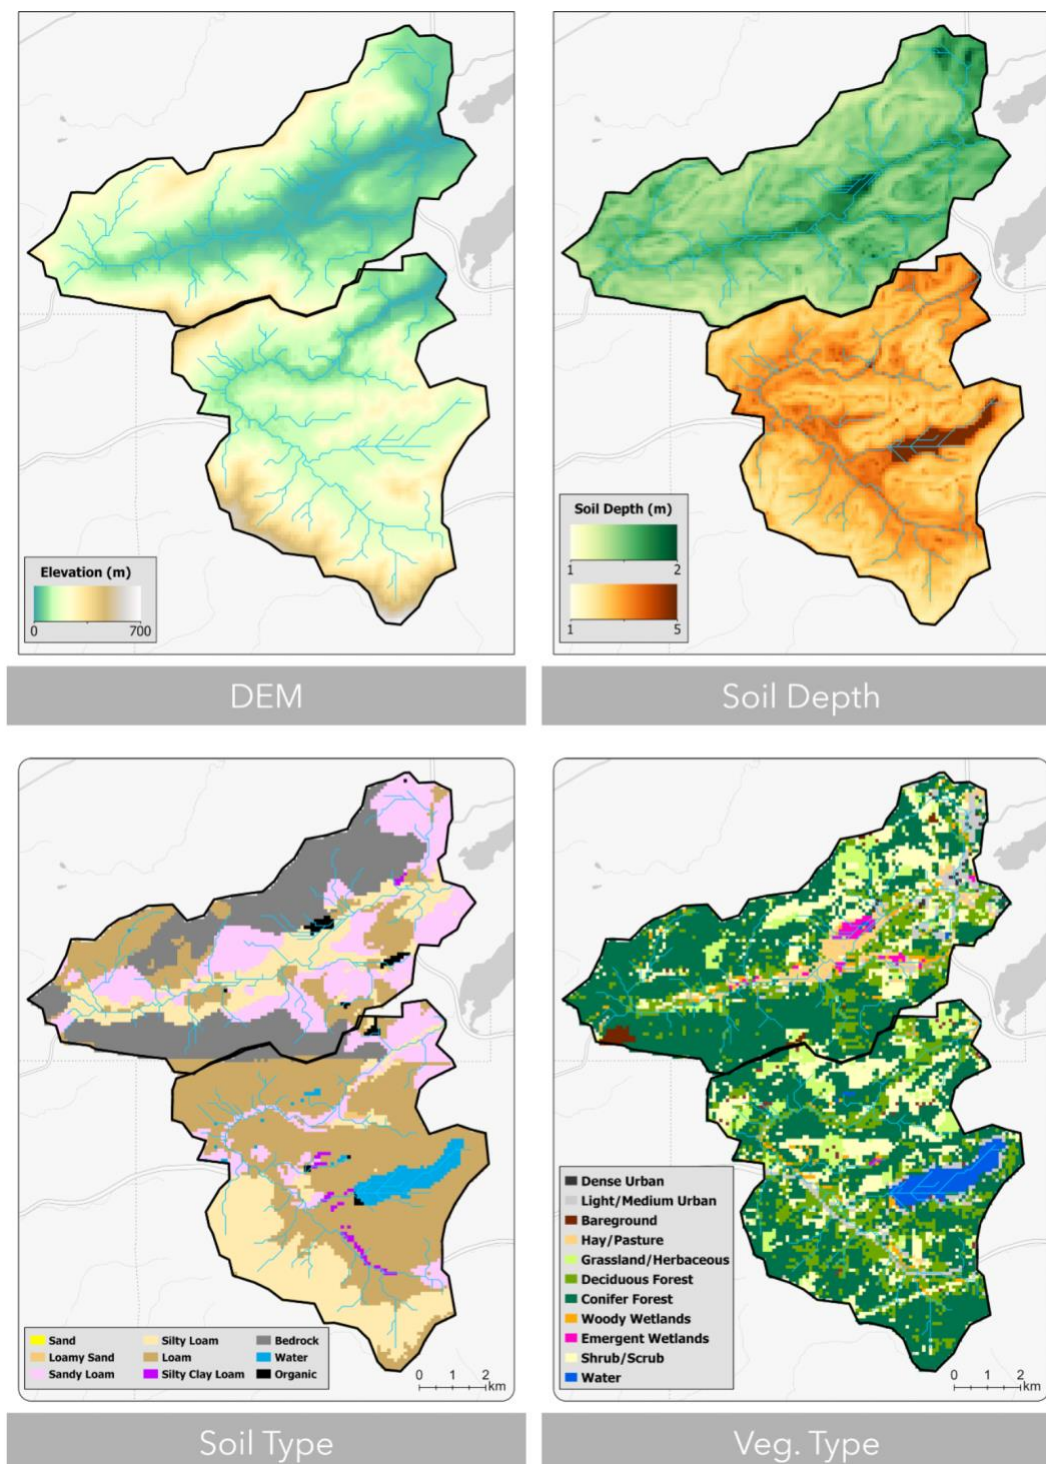 Elevation (m)
0 700
DEM
Soil Depth (m)
1 2
1 5
Soil Depth
Sand Silty Loam Bedrock
Loamy Sand Loam Water
Sandy Loam Silty Clay Loam Organic
0 1 2
km
Soil Type
Dense Urban
Light/Medium Urban
Bareground
Hay/Pasture
Grassland/Herbaceous
Deciduous Forest
Conifer Forest
Woody Wetlands
Emergent Wetlands
Shrub/Scrub
Water
0 1 2
km
Veg. Type